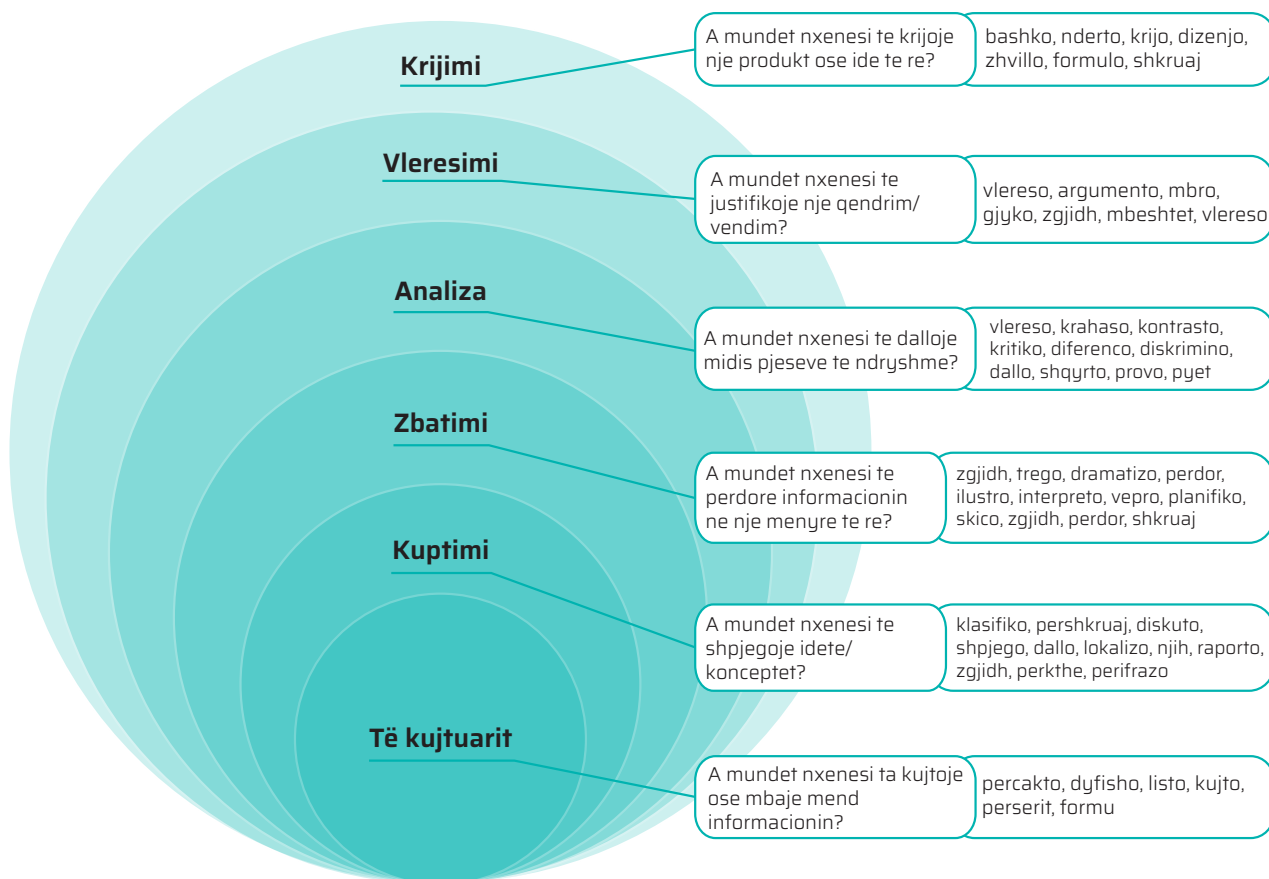 Krijimi
A mundet nxenesi te krijoje
nje produkt ose ide te re?
bashko, nderto, krijo, dizenjo,
zhvillo, formulo, shkruaj
Vleresimi
A mundet nxenesi te
justifikoje nje qendrim/
vendim?
vlereso, argumento, mbro,
gjyko, zgjidh, mbeshtet, vlereso
Analiza
A mundet nxenesi te dalloje
midis pjeseve te ndryshme?
vlereso, krahaso, kontrasto,
kritiko, diferenco, diskrimino,
dallo, shqyrto, provo, pyet
Zbatimi
A mundet nxenesi te
perdore informacionin
ne nje menyre te re?
zgjidh, trego, dramatizo, perdor,
ilustro, interpreto, vepro, planifiko,
skico, zgjidh, perdor, shkruaj
Kuptimi
A mundet nxenesi te
shpjegoje idete/
konceptet?
klasifiko, pershkruaj, diskuto,
shpjego, dallo, lokalizo, njih, raporto,
zgjidh, perkthe, perifrazo
Të kujtuarit
A mundet nxenesi ta kujtoje
ose mbaje mend
informacionin?
percakto, dyfisho, listo, kujto,
perserit, formu